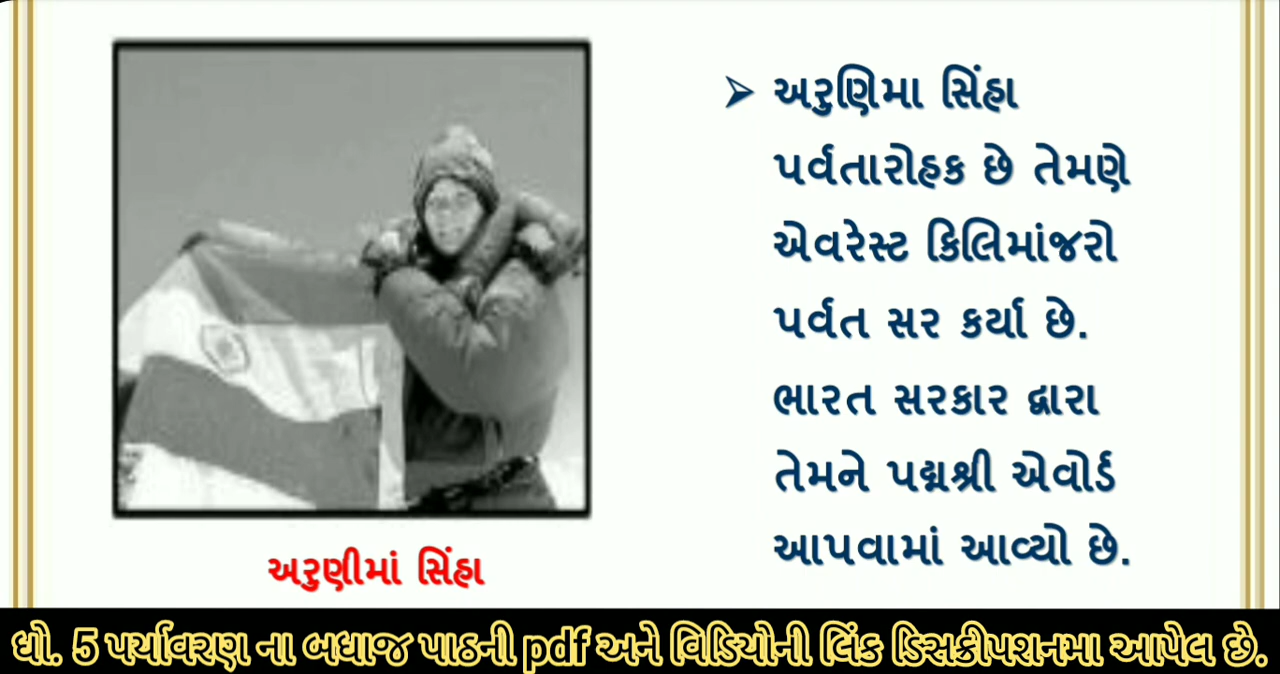 ➢ અરુણિમા સિંહા
પર્વતારોહક છે તેમણે
એવરેસ્ટ કિલિમાંજરો
પર્વત સર કર્યા છે.
ભારત સરકાર દ્વારા
તેમને પદ્મશ્રી એવોર્ડ
આપવામાં આવ્યો છે.
અરુણીમાં સિંહા
ધો. 5 પર્યાવરણ ના બધાજ પાઠની pdf અને વિડિયોની લિંક ડિસક્રીપશનમા આપેલ છે.